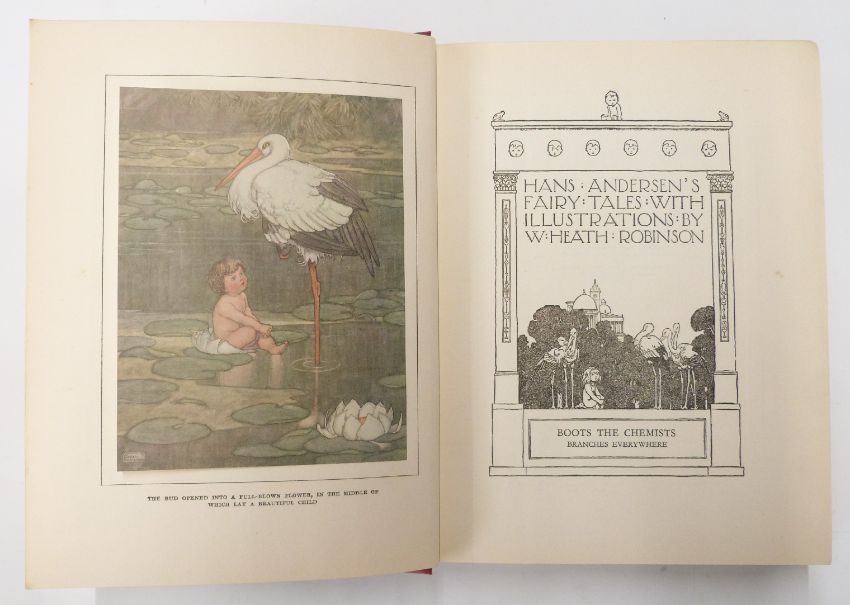 THE BUD OPENED INTO A FULL-BLOWN FLOWER, IN THE MIDDLE OF
WHICH LAY A BEAUTIFUL CHILD
HANS : ANDERSEN'S
FAIRY : TALES : WITH
ILLUSTRATIONS : BY
W : HEATH : ROBINSON
BOOTS THE CHEMISTS
BRANCHES EVERYWHERE